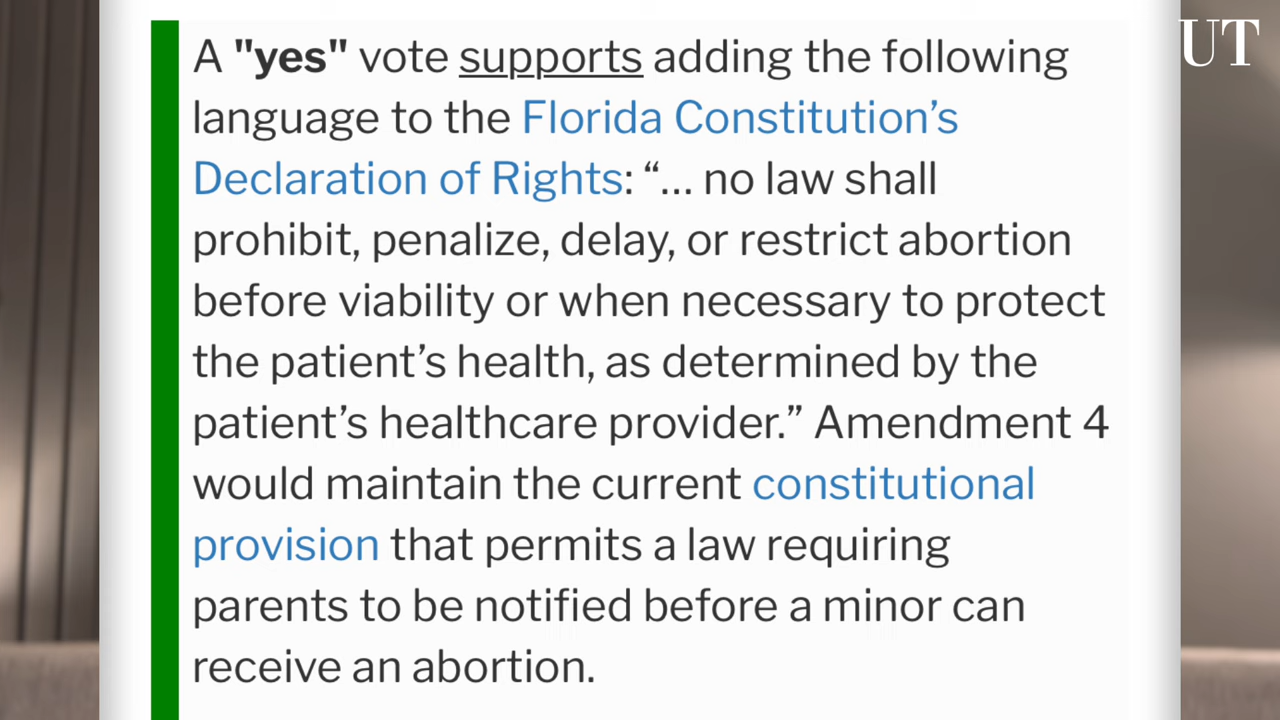 A "yes" vote supports adding the following
language to the Florida Constitution’s
Declaration of Rights: “... no law shall
prohibit, penalize, delay, or restrict abortion
before viability or when necessary to protect
the patient’s health, as determined by the
patient’s healthcare provider.” Amendment 4
would maintain the current constitutional
provision that permits a law requiring
parents to be notified before a minor can
receive an abortion.
UT